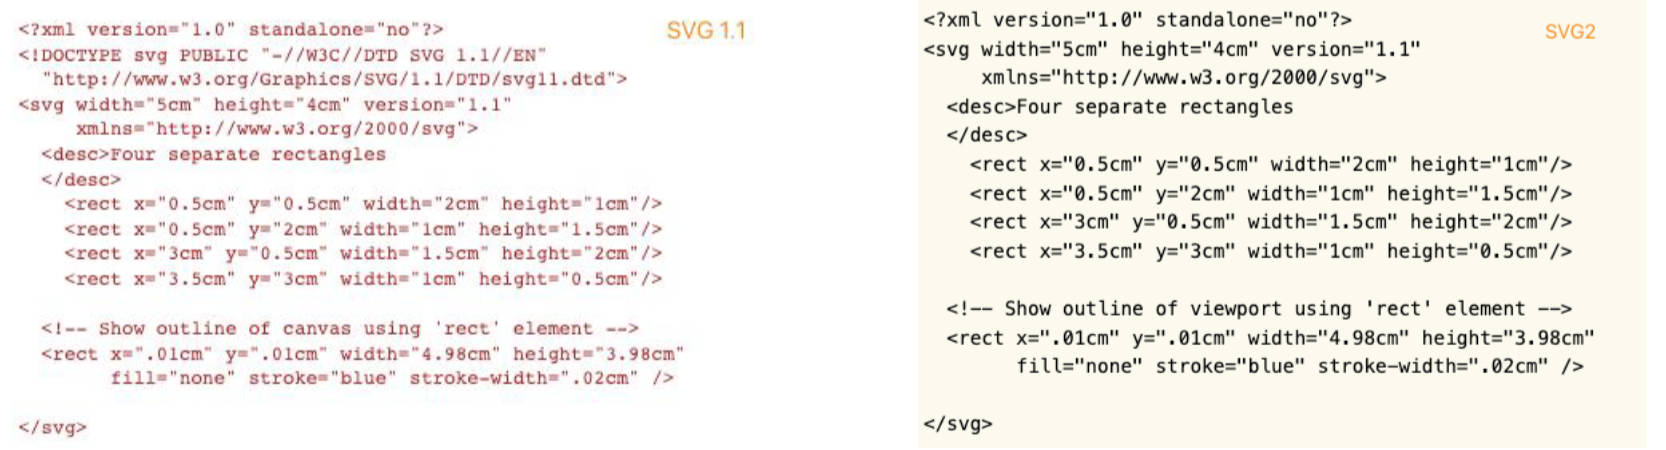 SVG 1.1
<?xml version="1.0" standalone="no"?>
<!DOCTYPE svg PUBLIC "-//W3C//DTD SVG 1.1//EN"
  "http://www.w3.org/Graphics/SVG/1.1/DTD/svg11.dtd">
<svg width="5cm" height="4cm" version="1.1"
     xmlns="http://www.w3.org/2000/svg">
  <desc>Four separate rectangles
  </desc>
    <rect x="0.5cm" y="0.5cm" width="2cm" height="1cm"/>
    <rect x="0.5cm" y="2cm" width="1cm" height="1.5cm"/>
    <rect x="3cm" y="0.5cm" width="1.5cm" height="2cm"/>
    <rect x="3.5cm" y="3cm" width="1cm" height="0.5cm"/>
  <!-- Show outline of canvas using 'rect' element -->
  <rect x=".01cm" y=".01cm" width="4.98cm" height="3.98cm"
        fill="none" stroke="blue" stroke-width=".02cm" />
</svg>
SVG2
<?xml version="1.0" standalone="no"?>
<svg width="5cm" height="4cm" version="1.1"
     xmlns="http://www.w3.org/2000/svg">
  <desc>Four separate rectangles
  </desc>
    <rect x="0.5cm" y="0.5cm" width="2cm" height="1cm"/>
    <rect x="0.5cm" y="2cm" width="1cm" height="1.5cm"/>
    <rect x="3cm" y="0.5cm" width="1.5cm" height="2cm"/>
    <rect x="3.5cm" y="3cm" width="1cm" height="0.5cm"/>
  <!-- Show outline of viewport using 'rect' element -->
  <rect x=".01cm" y=".01cm" width="4.98cm" height="3.98cm"
        fill="none" stroke="blue" stroke-width=".02cm" />
</svg>